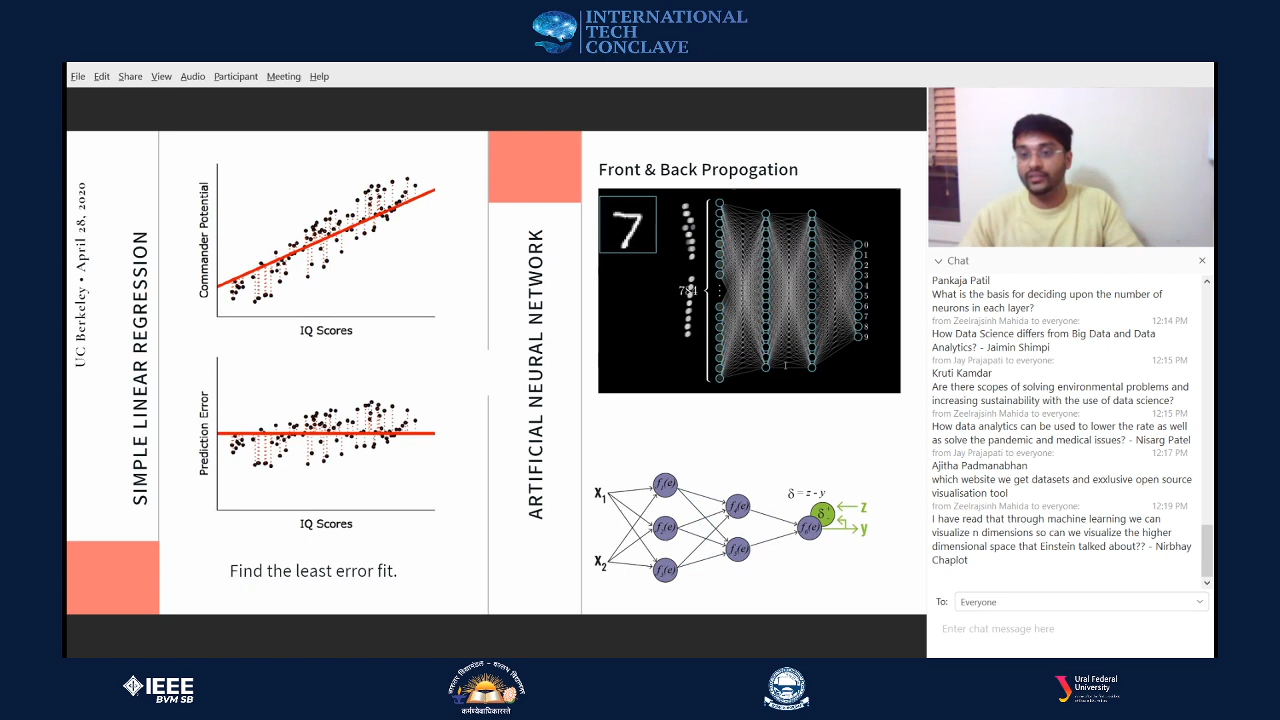 INTERNATIONAL
TECH
CONCLAVE
File Edit Share View Audio Participant Meeting Help
UC Berkeley • April 28, 2020
SIMPLE LINEAR REGRESSION
Commander Potential
IQ Scores
Prediction Error
IQ Scores
Find the least error fit.
ARTIFICIAL NEURAL NETWORK
Front & Back Propogation
7
784
0
1
2
3
4
5
6
7
8
9
X1
X2
f1(e)
f2(e)
f3(e)
f4(e)
f5(e)
f6(e)
δ = z - y
δ
z
y
Chat
Pankaja Patil
What is the basis for deciding upon the number of
neurons in each layer?
from Zeelrajsinh Mahida to everyone: 12:14 PM
How Data Science differs from Big Data and Data
Analytics? - Jaimin Shimpi
from Jay Prajapati to everyone: 12:15 PM
Kruti Kamdar
Are there scopes of solving environmental problems and
increasing sustainability with the use of data science?
from Zeelrajsinh Mahida to everyone: 12:15 PM
How data analytics can be used to lower the rate as well
as solve the pandemic and medical issues? - Nisarg Patel
from Jay Prajapati to everyone: 12:17 PM
Ajitha Padmanabhan
which website we get datasets and exxlusive open source
visualisation tool
from Zeelrajsinh Mahida to everyone: 12:19 PM
I have read that through machine learning we can
visualize n dimensions so can we visualize the higher
dimensional space that Einstein talked about?? - Nirbhay
Chaplot
To: Everyone
Enter chat message here
IEEE
BVM SB
कर्मण्येवाधिकारस्ते
Ural Federal
University